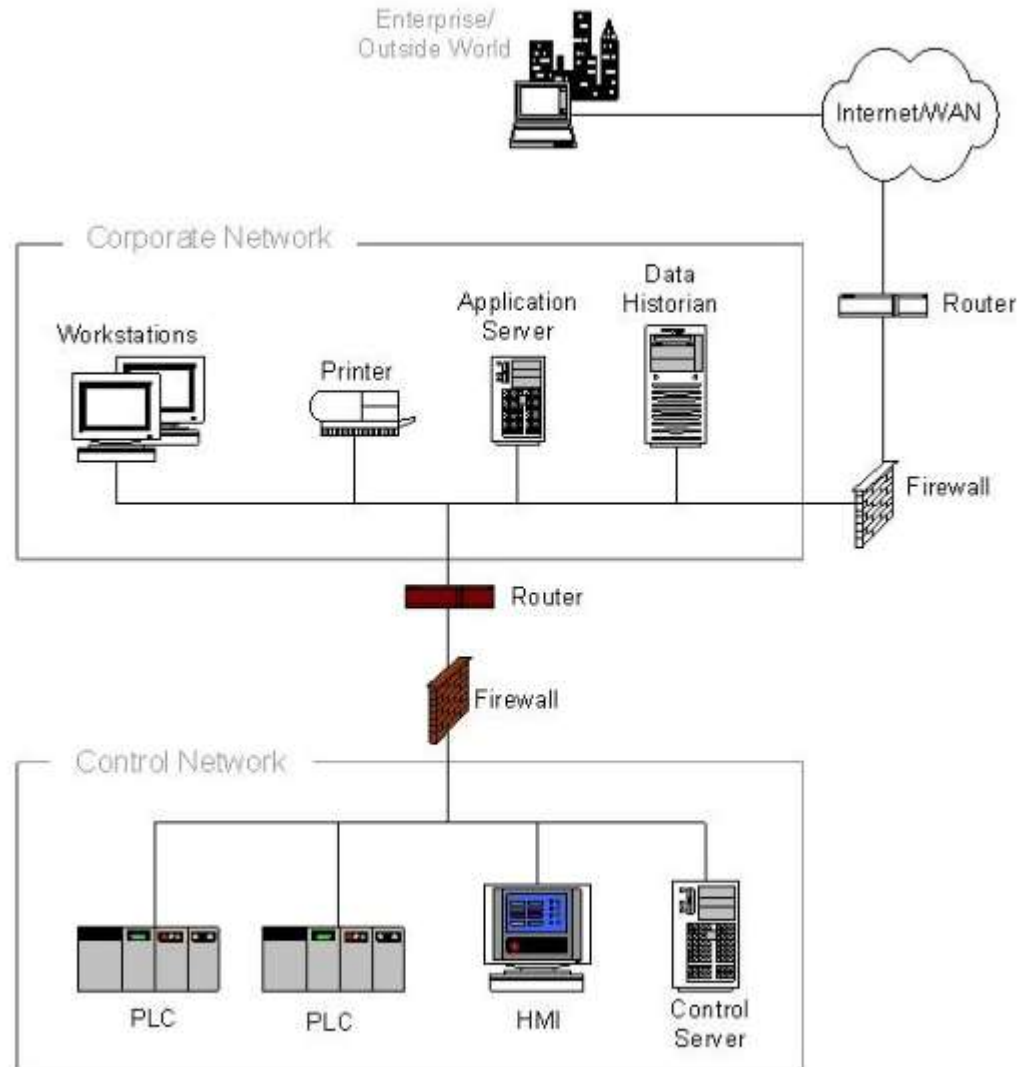 Enterprise/
Outside World
Internet/WAN
Corporate Network
Data
Historian
Application
Server
Router
Workstations
Printer
Firewall
Router
Firewall
Control Network
PLC
PLC
HMI
Control
Server